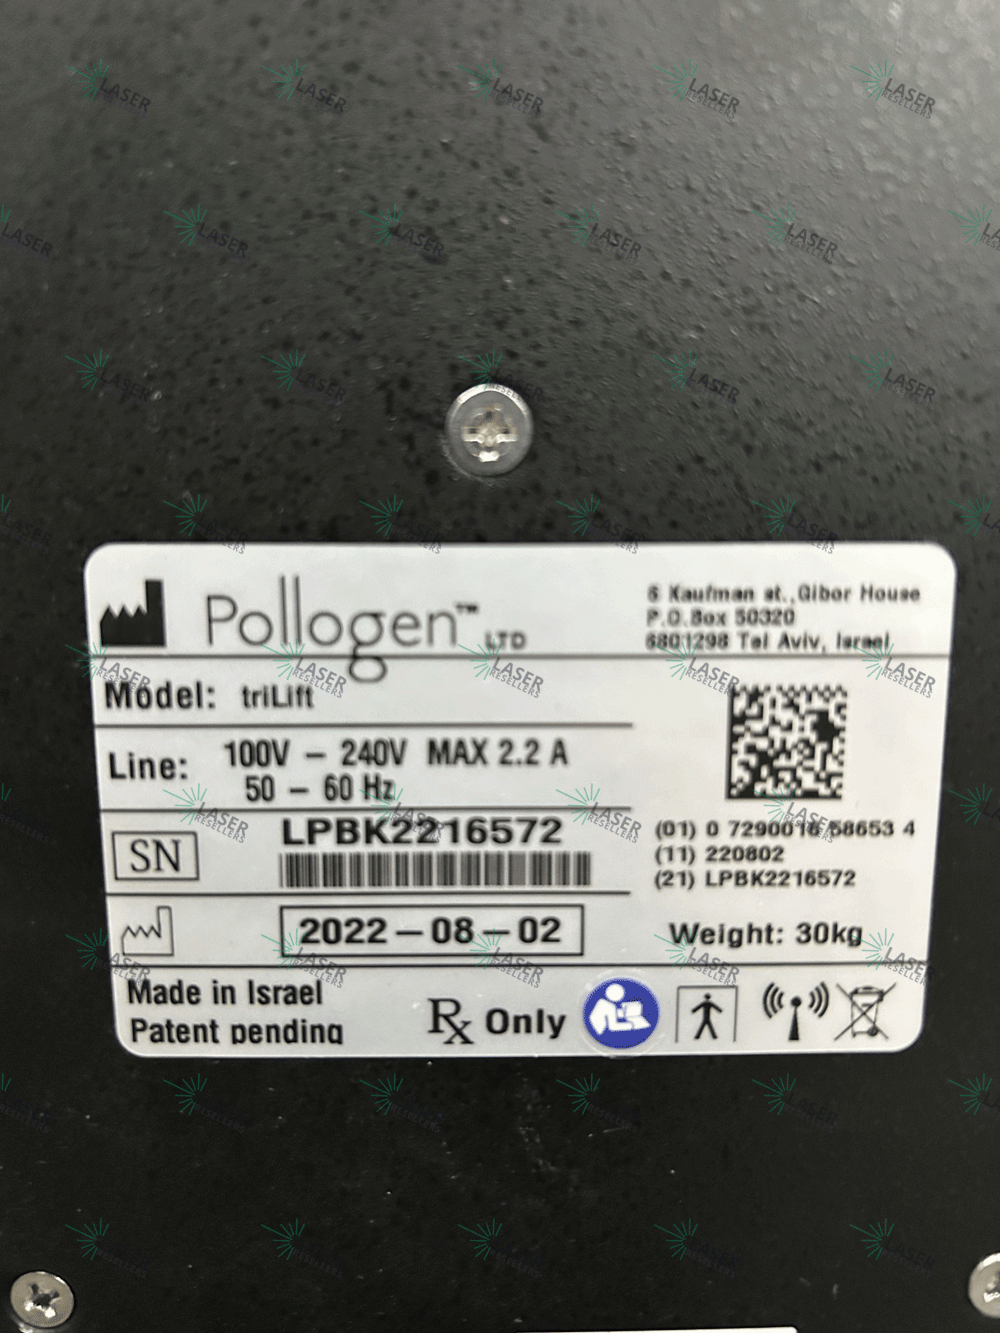 Pollogen™ LTD
6 Kaufman st., Gibor House
P.O.Box 50320
6801298 Tel Aviv, Israel.
Model: triLift
Line: 100V – 240V MAX 2.2 A
50 – 60 Hz
SN LPBK2216572
(01) 0 7290016 58653 4
(11) 220802
(21) LPBK2216572
2022-08-02
Weight: 30kg
Made in Israel
Patent pending
Rx Only
LASER
RESELLERS